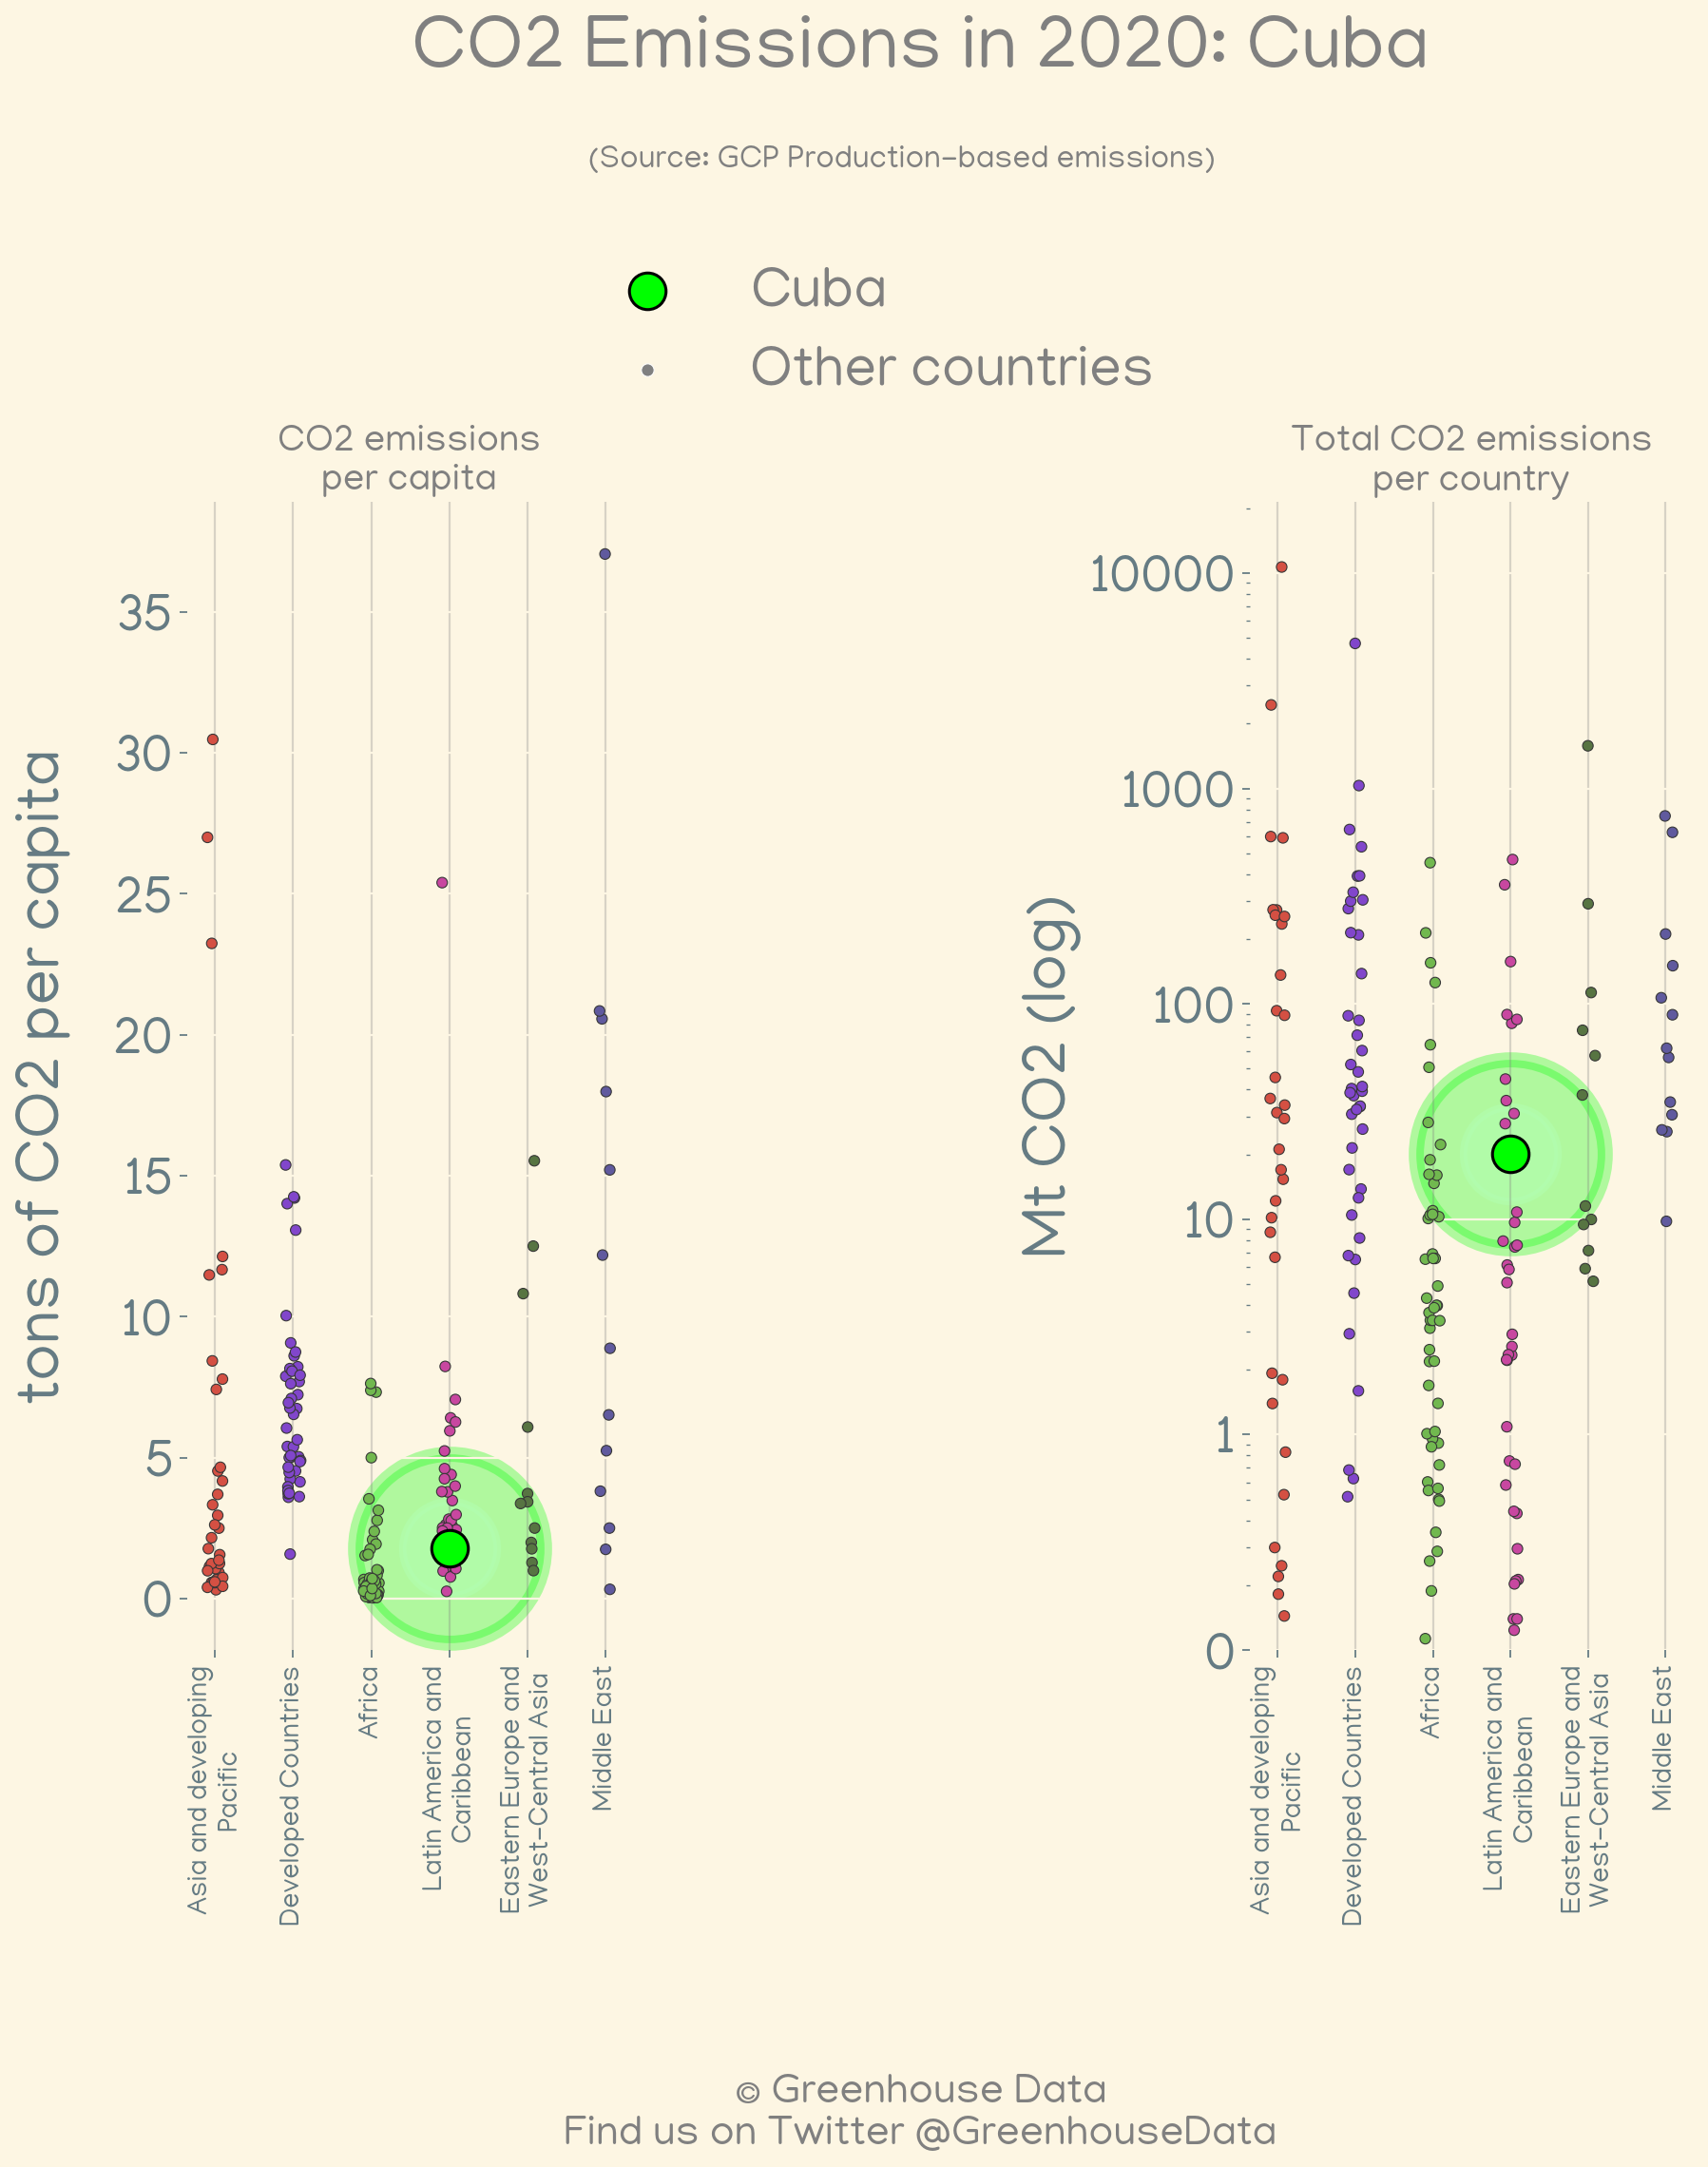 CO2 Emissions in 2020: Cuba
(Source: GCP Production-based emissions)
Cuba
Other countries
CO2 emissions
per capita
tons of CO2 per capita
35
30
25
20
15
10
5
0
Asia and developing
Pacific
Developed Countries
Africa
Latin America and
Caribbean
Eastern Europe and
West-Central Asia
Middle East
Total CO2 emissions
per country
Mt CO2 (log)
10000
1000
100
10
1
0
Asia and developing
Pacific
Developed Countries
Africa
Latin America and
Caribbean
Eastern Europe and
West-Central Asia
Middle East
© Greenhouse Data
Find us on Twitter @GreenhouseData